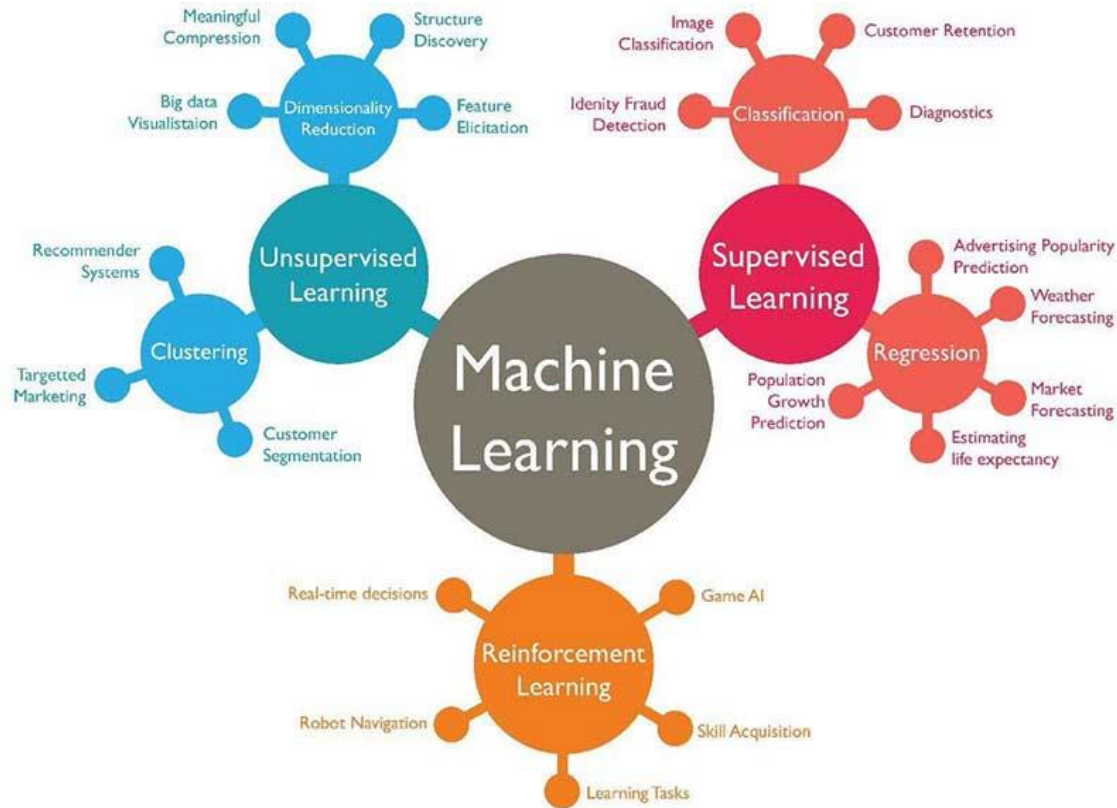 Meaningful
Compression
Structure
Discovery
Big data
Visualistaion
Dimensionality
Reduction
Feature
Elicitation
Image
Classification
Customer Retention
Idenity Fraud
Detection
Classification
Diagnostics
Recommender
Systems
Unsupervised
Learning
Clustering
Targetted
Marketing
Customer
Segmentation
Machine
Learning
Supervised
Learning
Advertising Popularity
Prediction
Weather
Forecasting
Regression
Population
Growth
Prediction
Market
Forecasting
Estimating
life expectancy
Real-time decisions
Game AI
Reinforcement
Learning
Robot Navigation
Skill Acquisition
Learning Tasks